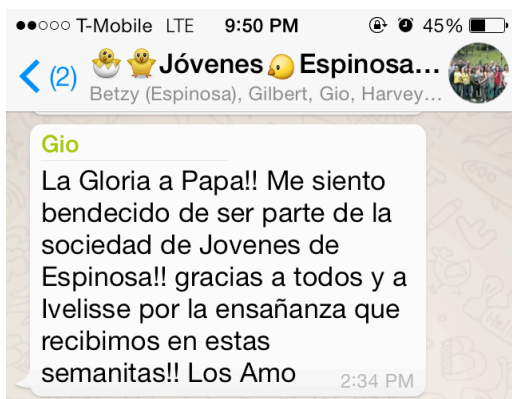 T-Mobile LTE 9:50 PM 45%
(2) 🐣🐥Jóvenes Espinosa...
Betzy (Espinosa), Gilbert, Gio, Harvey...
Gio
La Gloria a Papa!! Me siento
bendecido de ser parte de la
sociedad de Jovenes de
Espinosa!! gracias a todos y a
Ivelisse por la ensañanza que
recibimos en estas
semanitas!! Los Amo
2:34 PM